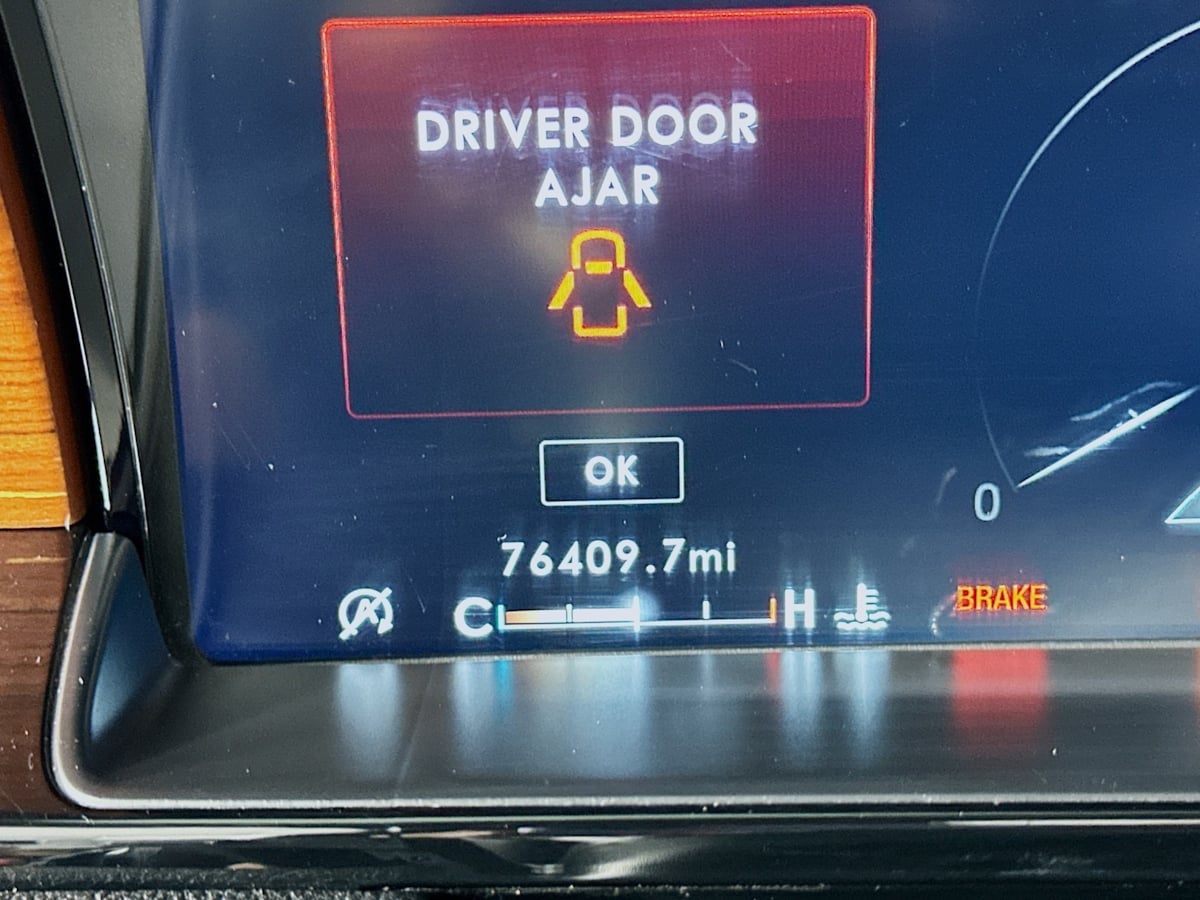 DRIVER DOOR
AJAR
OK
76409.7mi
0
C H
BRAKE